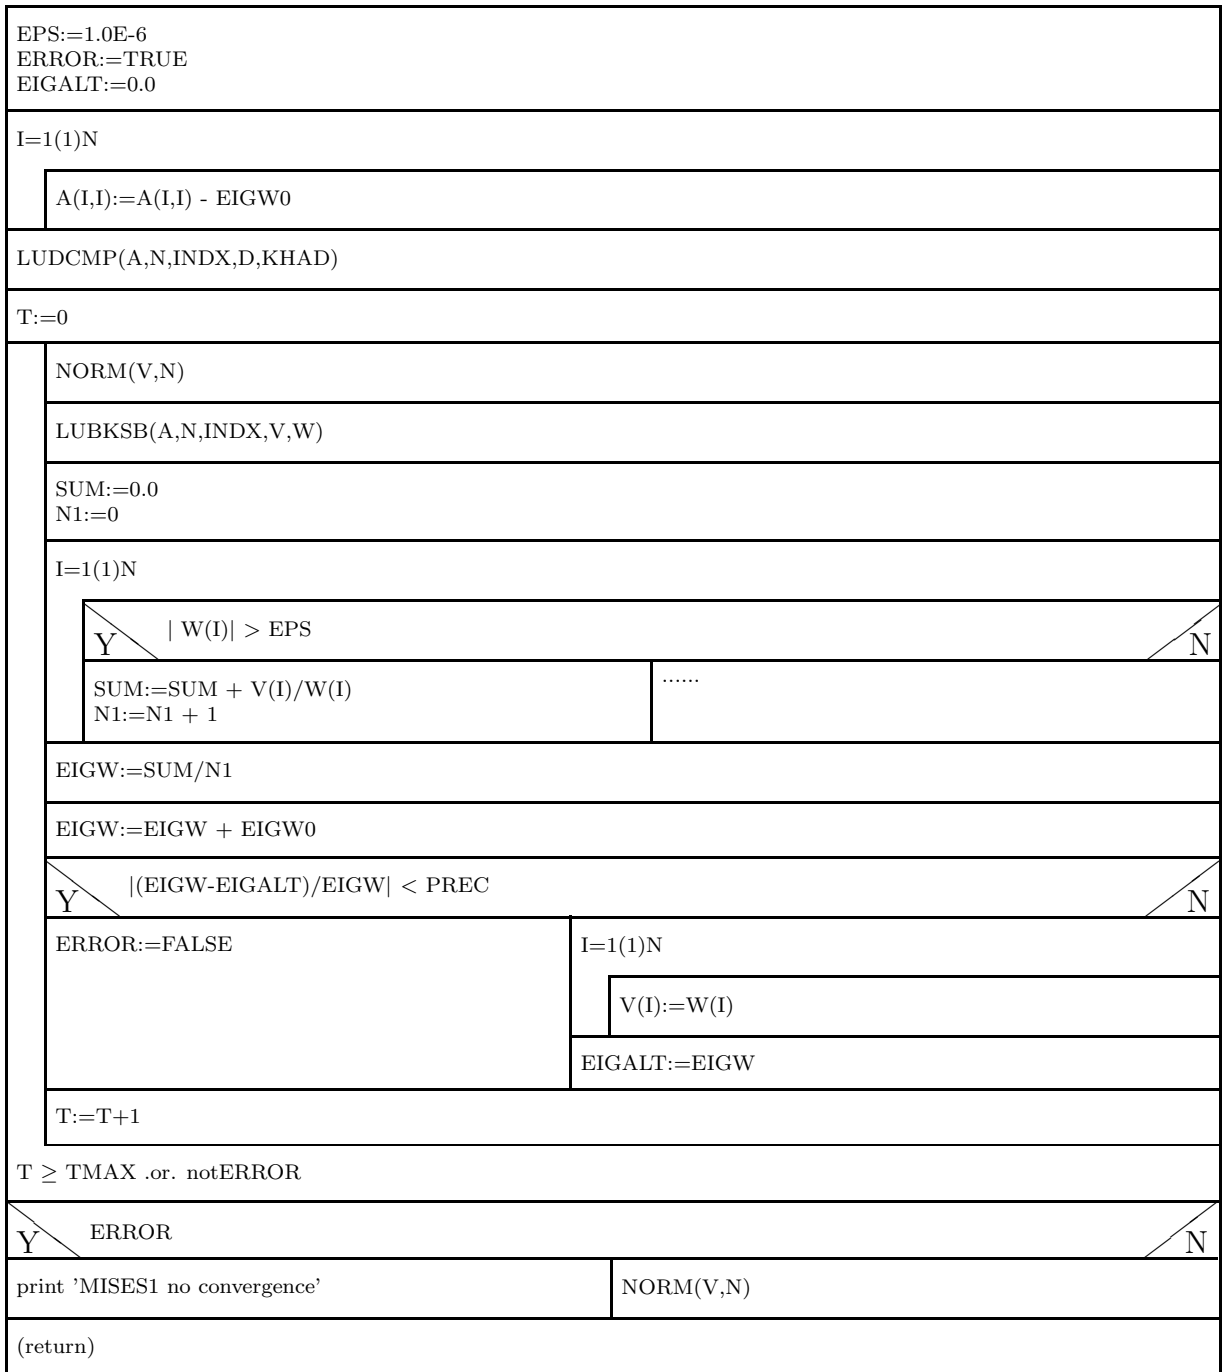 EPS:=1.0E-6
ERROR:=TRUE
EIGALT:=0.0
I=1(1)N
A(I,I):=A(I,I) - EIGW0
LUDCMP(A,N,INDX,D,KHAD)
T:=0
NORM(V,N)
LUBKSB(A,N,INDX,V,W)
SUM:=0.0
N1:=0
I=1(1)N
Y | W(I)| > EPS N
SUM:=SUM + V(I)/W(I) ......
N1:=N1 + 1
EIGW:=SUM/N1
EIGW:=EIGW + EIGW0
Y |(EIGW-EIGALT)/EIGW| < PREC N
ERROR:=FALSE I=1(1)N
V(I):=W(I)
EIGALT:=EIGW
T:=T+1
T ≥ TMAX .or. notERROR
Y ERROR N
print 'MISES1 no convergence' NORM(V,N)
(return)